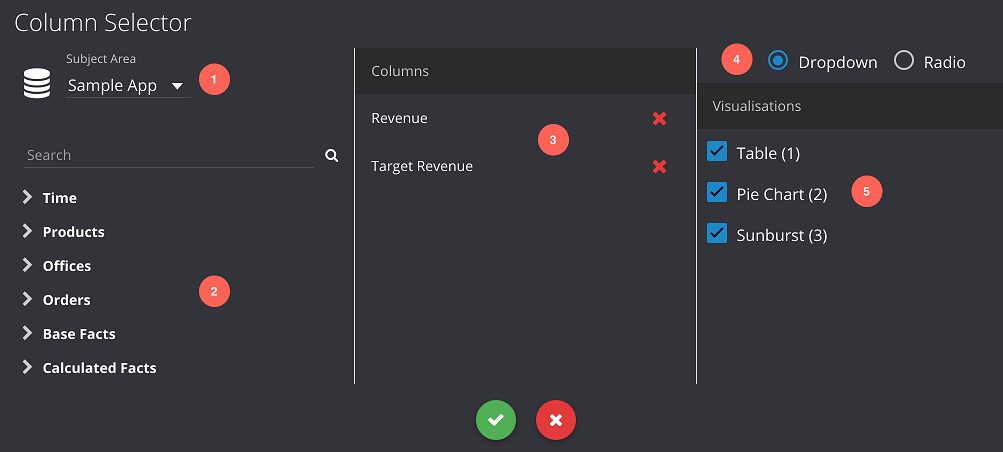 Column Selector
Subject Area
Sample App
1
Search
Time
Products
Offices
Orders
2
Base Facts
Calculated Facts
Columns
Revenue
3
Target Revenue
4
Dropdown
Radio
Visualisations
Table (1)
Pie Chart (2)
5
Sunburst (3)